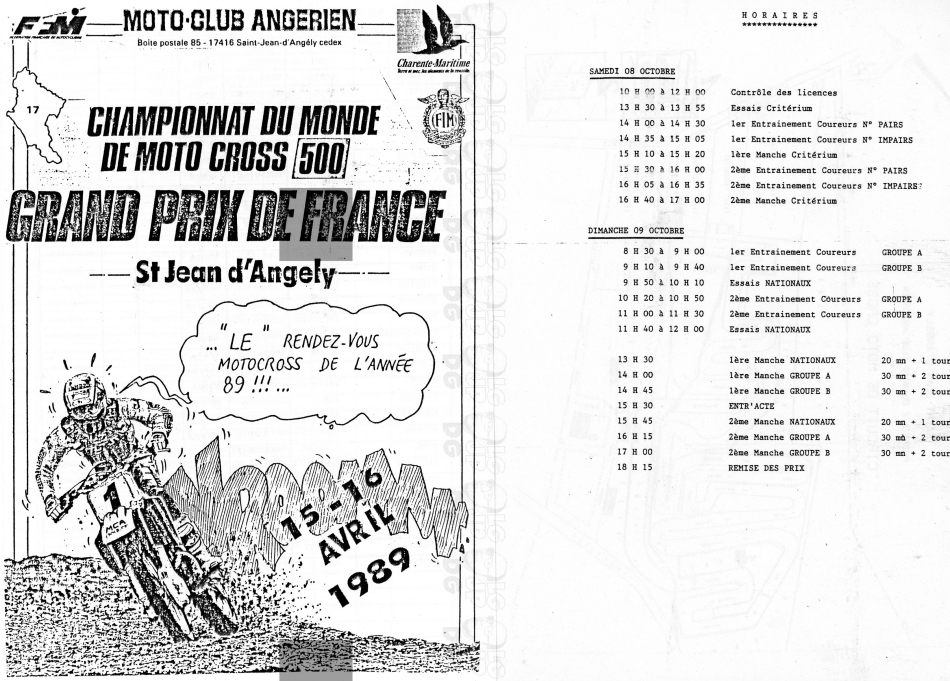 FFM
FEDERATION FRANÇAISE DE MOTOCYCLISME
MOTO-CLUB ANGERIEN
Boite postale 85 - 17416 Saint-Jean-d'Angély cedex
Charente-Maritime
17
CHAMPIONNAT DU MONDE
DE MOTO CROSS 500
FIM
GRAND PRIX DE FRANCE
St Jean d'Angely
... "LE" RENDEZ-VOUS
MOTOCROSS DE L'ANNÉE
89 !!! ...
1
MCA
15-16
AVRIL
1989
HORAIRES
***************
SAMEDI 08 OCTOBRE
10 H 00 à 12 H 00 Contrôle des licences
13 H 30 à 13 H 55 Essais Critérium
14 H 00 à 14 H 30 1er Entrainement Coureurs N° PAIRS
14 H 35 à 15 H 05 1er Entrainement Coureurs N° IMPAIRS
15 H 10 à 15 H 20 1ère Manche Critérium
15 H 30 à 16 H 00 2ème Entrainement Coureurs N° PAIRS
16 H 05 à 16 H 35 2ème Entrainement Coureurs N° IMPAIRS
16 H 40 à 17 H 00 2ème Manche Critérium
DIMANCHE 09 OCTOBRE
8 H 30 à 9 H 00 1er Entrainement Coureurs GROUPE A
9 H 10 à 9 H 40 1er Entrainement Coureurs GROUPE B
9 H 50 à 10 H 10 Essais NATIONAUX
10 H 20 à 10 H 50 2ème Entrainement Coureurs GROUPE A
11 H 00 à 11 H 30 2ème Entrainement Coureurs GROUPE B
11 H 40 à 12 H 00 Essais NATIONAUX
13 H 30 1ère Manche NATIONAUX 20 mn + 1 tour
14 H 00 1ère Manche GROUPE A 30 mn + 2 tour
14 H 45 1ère Manche GROUPE B 30 mn + 2 tour
15 H 30 ENTR'ACTE
15 H 45 2ème Manche NATIONAUX 20 mn + 1 tour
16 H 15 2ème Manche GROUPE A 30 mn + 2 tour
17 H 00 2ème Manche GROUPE B 30 mn + 2 tour
18 H 15 REMISE DES PRIX